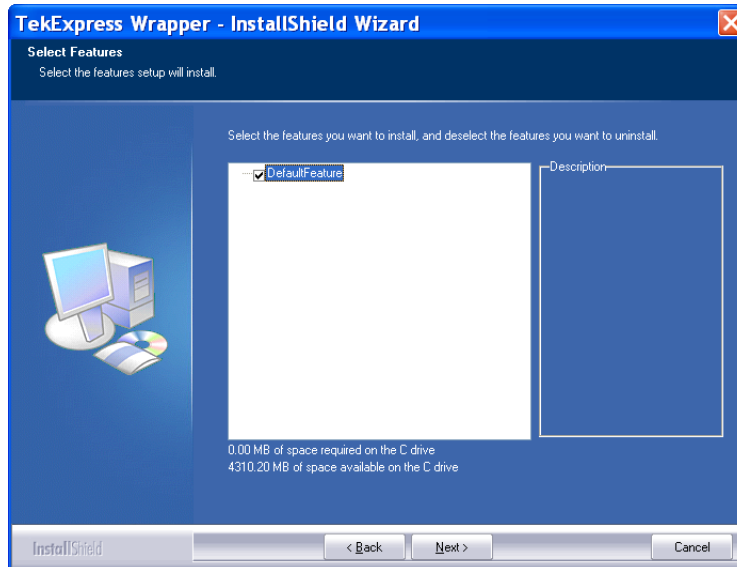 TekExpress Wrapper - InstallShield Wizard
Select Features
Select the features setup will install.
Select the features you want to install, and deselect the features you want to uninstall.
DefaultFeature
Description
0.00 MB of space required on the C drive
4310.20 MB of space available on the C drive
InstallShield
< Back
Next >
Cancel